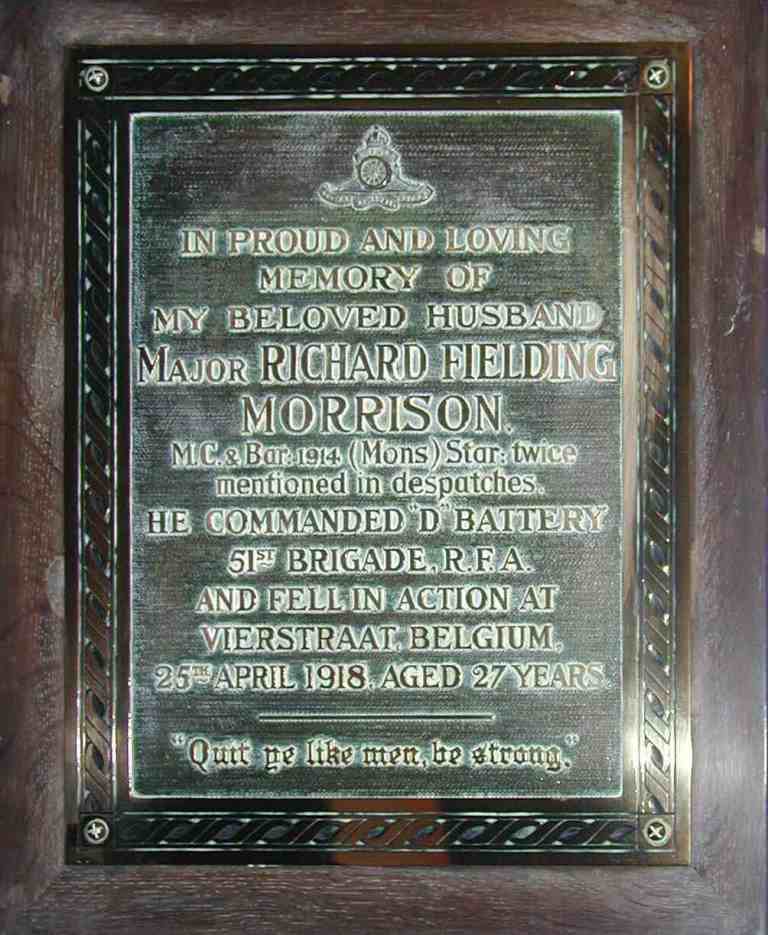 IN PROUD AND LOVING
MEMORY OF
MY BELOVED HUSBAND
MAJOR RICHARD FIELDING
MORRISON.
M.C. & Bar: 1914 (Mons) Star: twice
mentioned in despatches.
HE COMMANDED "D" BATTERY
51ST BRIGADE, R.F.A.
AND FELL IN ACTION AT
VIERSTRAAT, BELGIUM,
25TH APRIL 1918, AGED 27 YEARS.
"Quit ye like men, be strong."